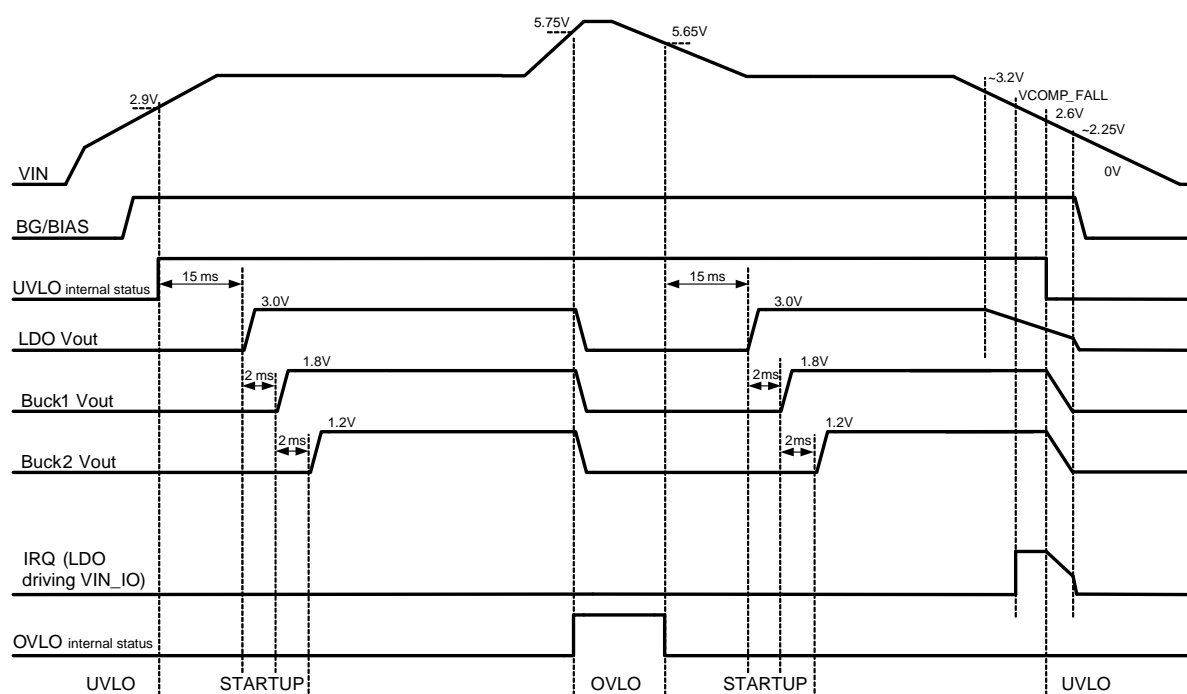 5.75V
5.65V
2.9V
~3.2V
VCOMP_FALL
2.6V
~2.25V
0V
VIN
BG/BIAS
UVLO internal status
15 ms
15 ms
LDO Vout
3.0V
3.0V
Buck1 Vout
2 ms
1.8V
2ms
1.8V
Buck2 Vout
2ms
1.2V
2ms
1.2V
IRQ (LDO
driving VIN_IO)
OVLO internal status
UVLO
STARTUP
OVLO
STARTUP
UVLO